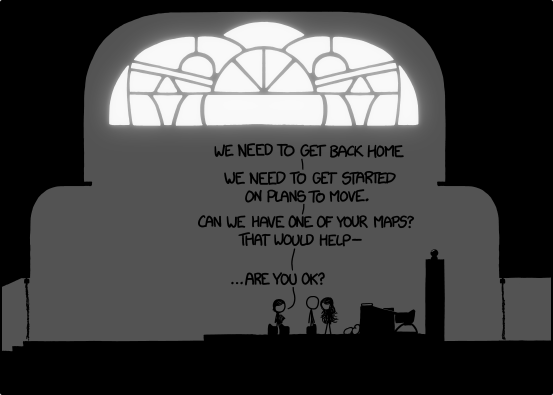 WE NEED TO GET BACK HOME
WE NEED TO GET STARTED
ON PLANS TO MOVE.
CAN WE HAVE ONE OF YOUR MAPS?
THAT WOULD HELP—
...ARE YOU OK?